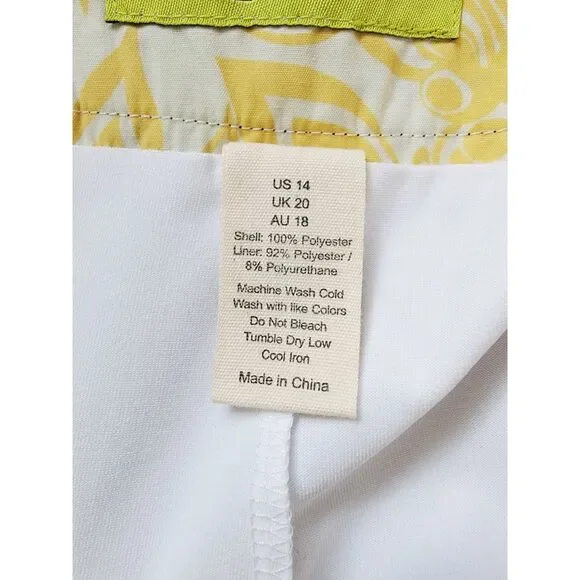 US 14
UK 20
AU 18
Shell: 100% Polyester
Liner: 92% Polyester /
8% Polyurethane
Machine Wash Cold
Wash with like Colors
Do Not Bleach
Tumble Dry Low
Cool Iron
Made in China